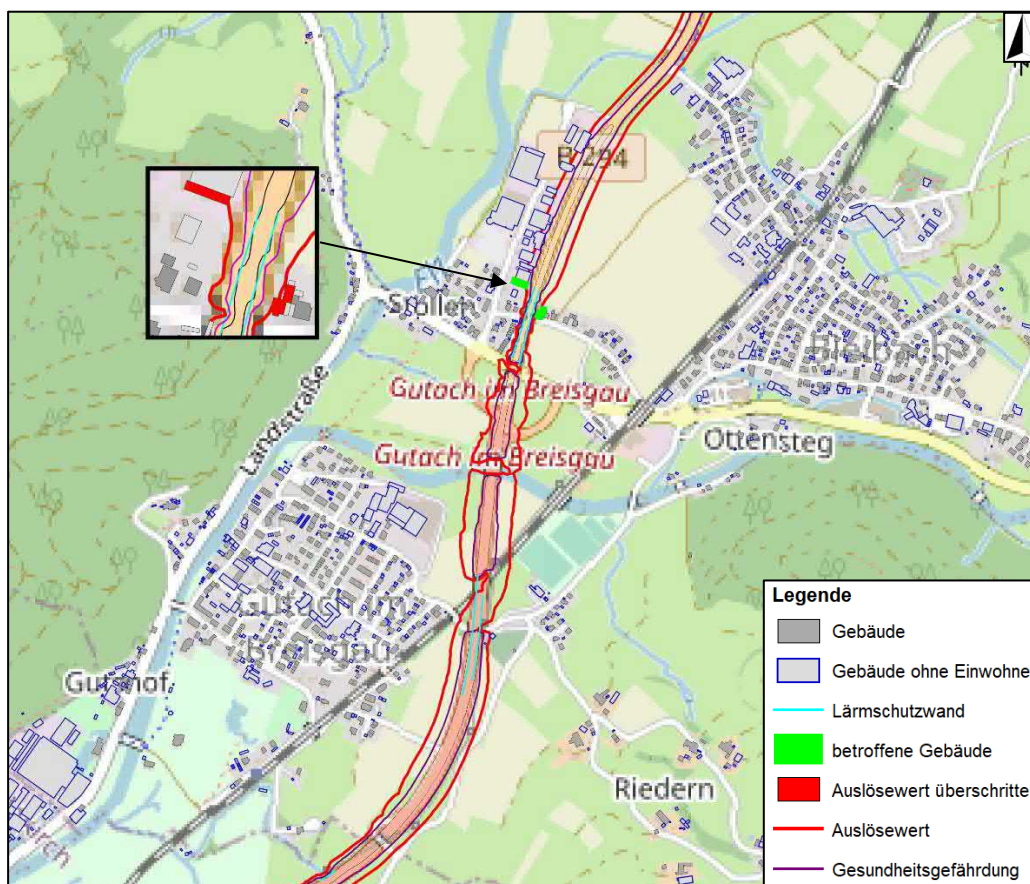 B 294
Stollen
Bleibach
Gutach im Breisgau
Gutach im Breisgau
Ottensteg
Landstraße
Gutach im
Breisgau
Gutshof
Riedern
Legende
Gebäude
Gebäude ohne Einwohne
Lärmschutzwand
betroffene Gebäude
Auslösewert überschritte
Auslösewert
Gesundheitsgefährdung